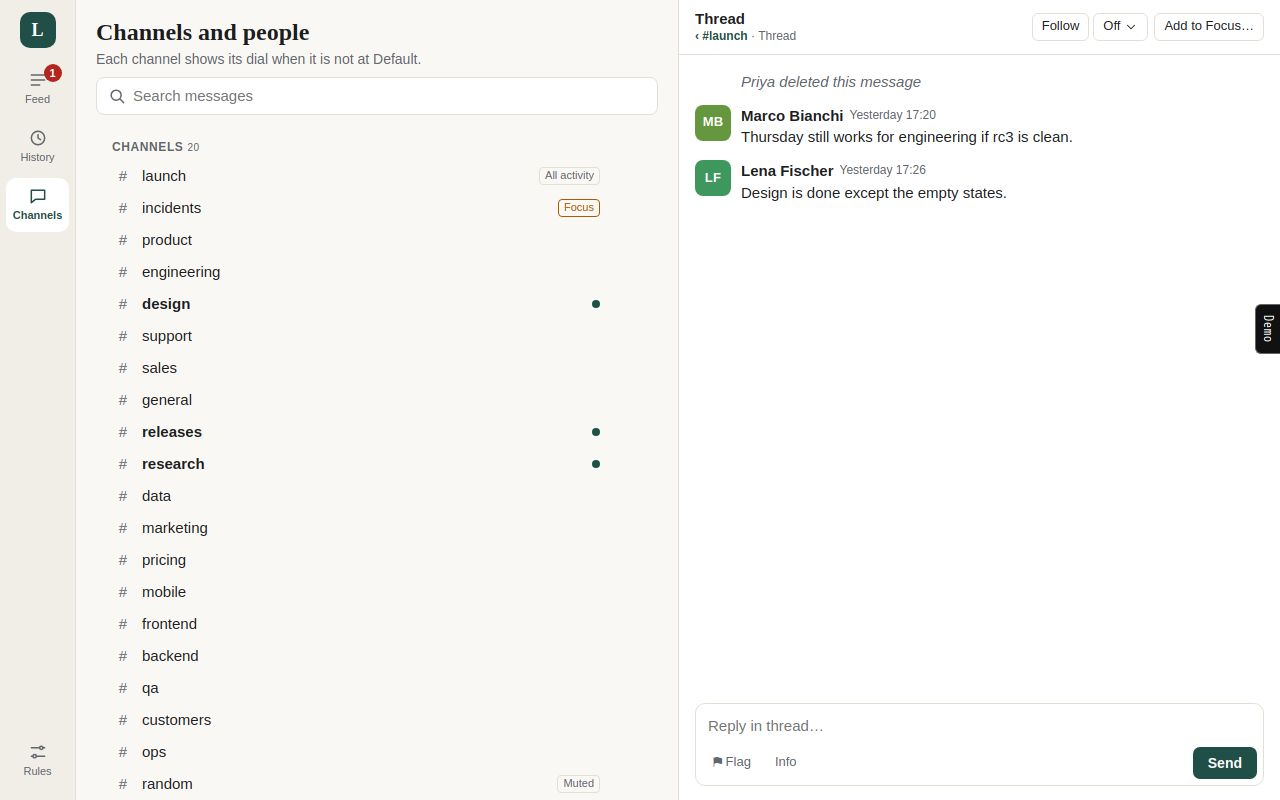 L
1
Feed
History
Channels
Rules
Channels and people
Each channel shows its dial when it is not at Default.
Search messages
CHANNELS 20
# launch All activity
# incidents Focus
# product
# engineering
# design
# support
# sales
# general
# releases
# research
# data
# marketing
# pricing
# mobile
# frontend
# backend
# qa
# customers
# ops
# random Muted
Thread
‹ #launch · Thread
Follow
Off
Add to Focus…
Priya deleted this message
MB
Marco Bianchi Yesterday 17:20
Thursday still works for engineering if rc3 is clean.
LF
Lena Fischer Yesterday 17:26
Design is done except the empty states.
Demo
Reply in thread…
Flag
Info
Send